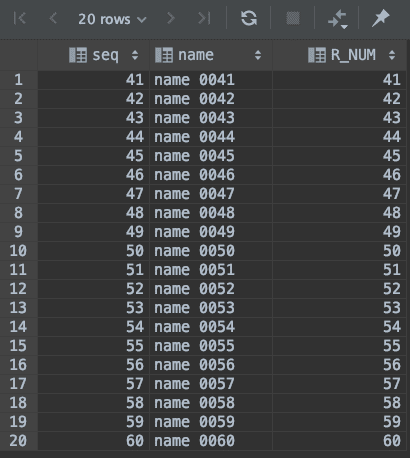 20 rows
seq name R_NUM
1 41 name 0041 41
2 42 name 0042 42
3 43 name 0043 43
4 44 name 0044 44
5 45 name 0045 45
6 46 name 0046 46
7 47 name 0047 47
8 48 name 0048 48
9 49 name 0049 49
10 50 name 0050 50
11 51 name 0051 51
12 52 name 0052 52
13 53 name 0053 53
14 54 name 0054 54
15 55 name 0055 55
16 56 name 0056 56
17 57 name 0057 57
18 58 name 0058 58
19 59 name 0059 59
20 60 name 0060 60